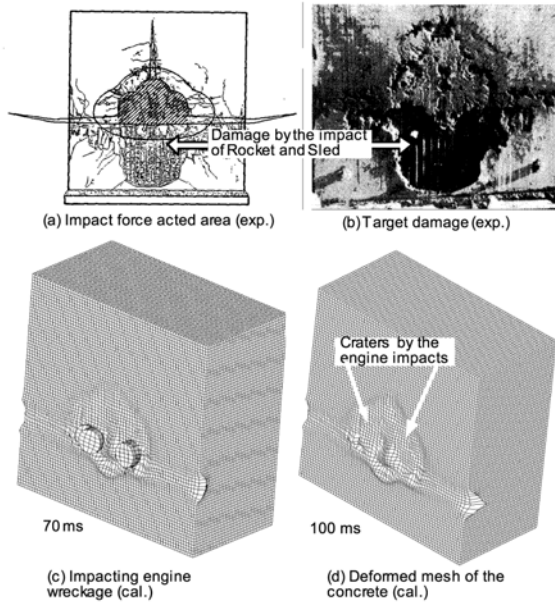 Damage by the impact
of Rocket and Sled
(a) Impact force acted area (exp.)
(b) Target damage (exp.)
Craters by the
engine impacts
70 ms
100 ms
(c) Impacting engine
wreckage (cal.)
(d) Deformed mesh of the
concrete (cal.)